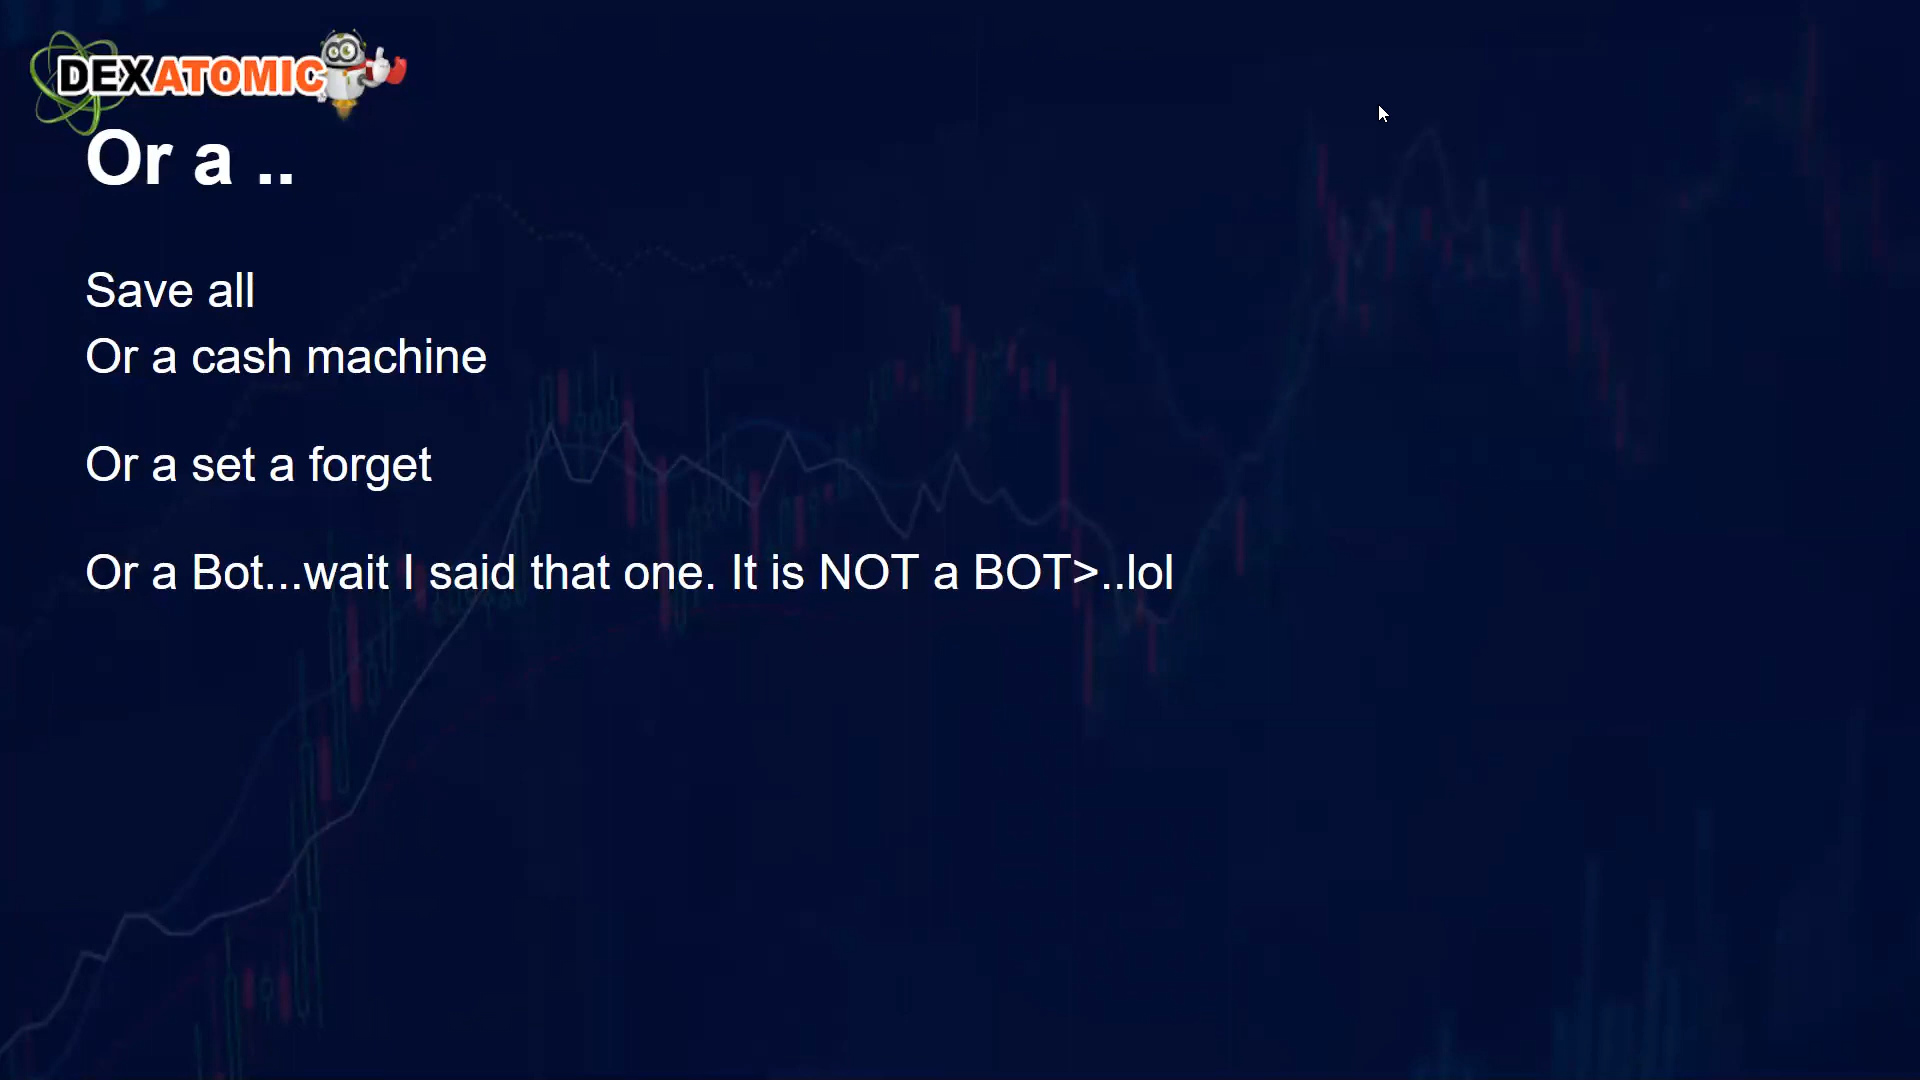 DEXATOMIC
Or a ..
Save all
Or a cash machine
Or a set a forget
Or a Bot...wait I said that one. It is NOT a BOT>..lol